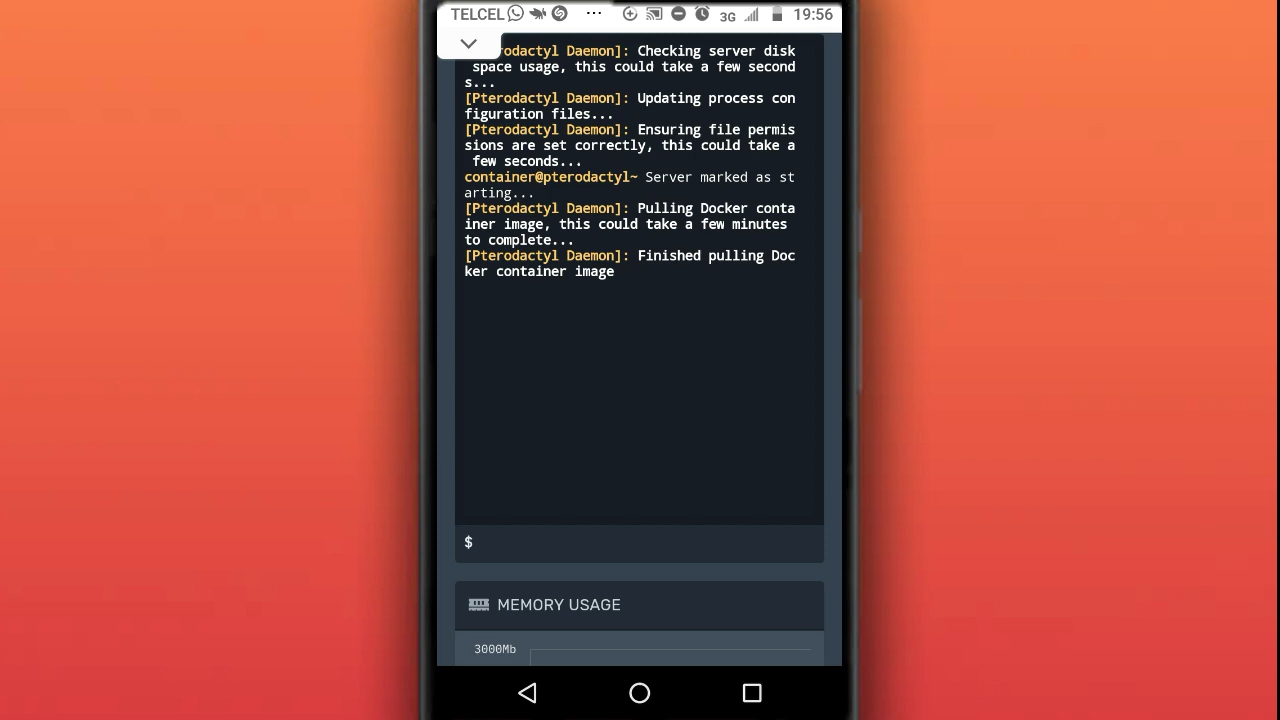 TELCEL ... 3G 19:56
rodactyl Daemon]: Checking server disk
space usage, this could take a few second
s...
[Pterodactyl Daemon]: Updating process con
figuration files...
[Pterodactyl Daemon]: Ensuring file permis
sions are set correctly, this could take a
few seconds...
container@pterodactyl~ Server marked as st
arting...
[Pterodactyl Daemon]: Pulling Docker conta
iner image, this could take a few minutes
to complete...
[Pterodactyl Daemon]: Finished pulling Doc
ker container image
$
MEMORY USAGE
3000Mb